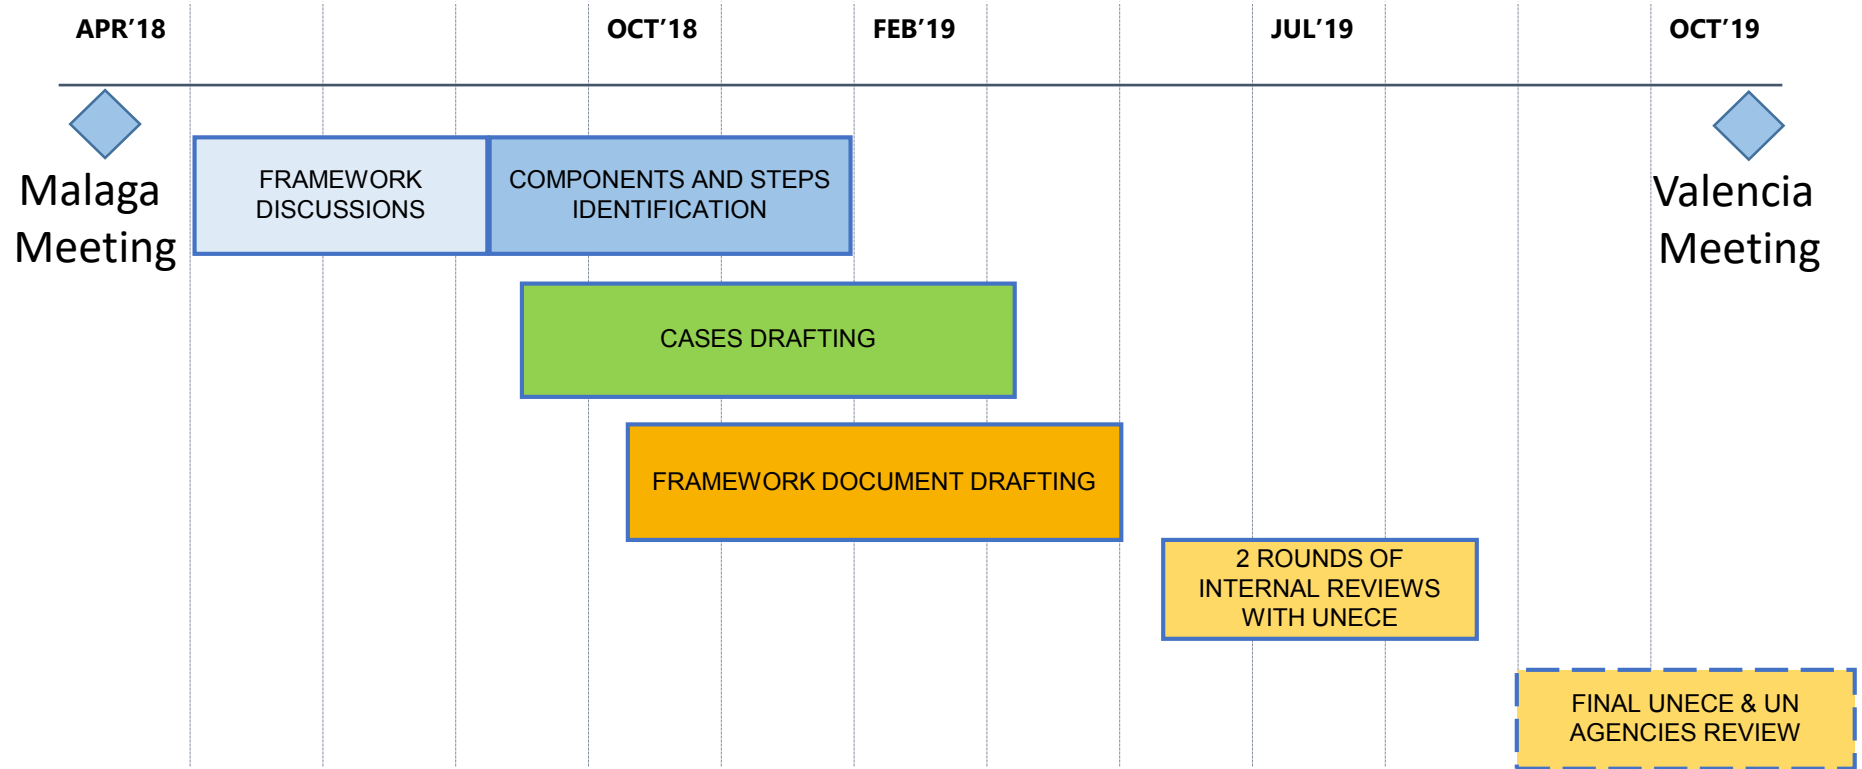 APR’18
OCT’18
FEB’19
JUL’19
OCT’19
Malaga
Meeting
Valencia
Meeting
FRAMEWORK
DISCUSSIONS
COMPONENTS AND STEPS
IDENTIFICATION
CASES DRAFTING
FRAMEWORK DOCUMENT DRAFTING
2 ROUNDS OF
INTERNAL REVIEWS
WITH UNECE
FINAL UNECE & UN
AGENCIES REVIEW